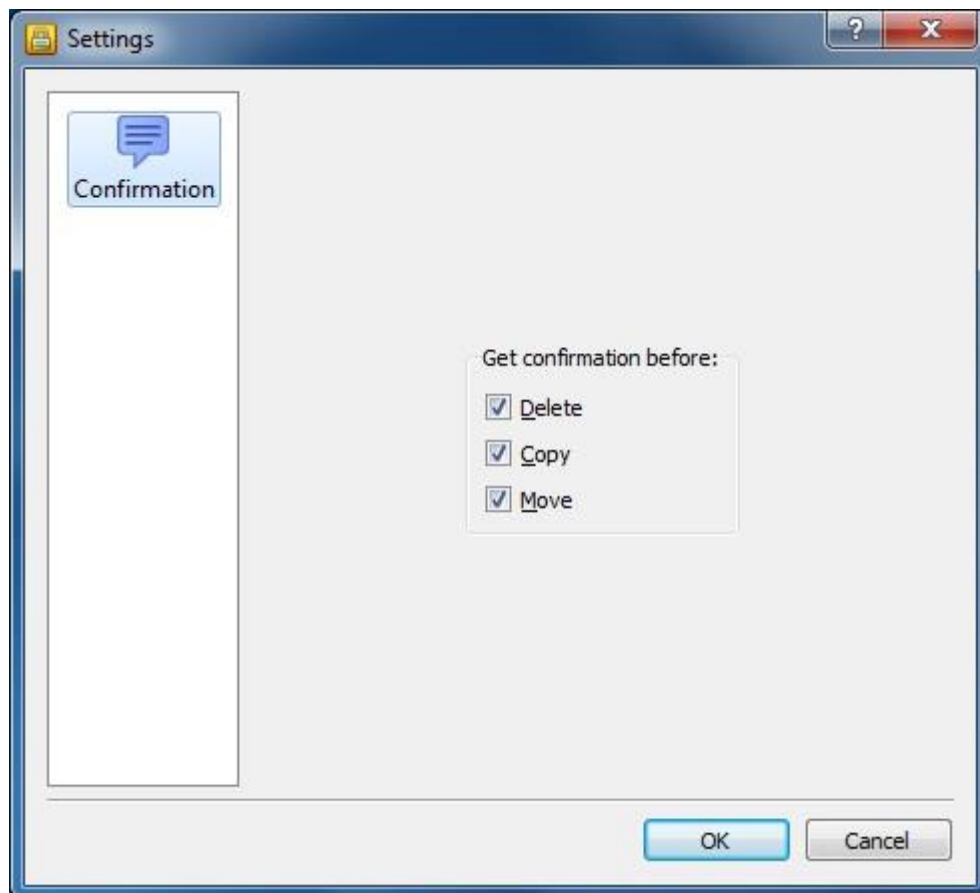 Settings
?
X
Confirmation
Get confirmation before:
Delete
Copy
Move
OK
Cancel